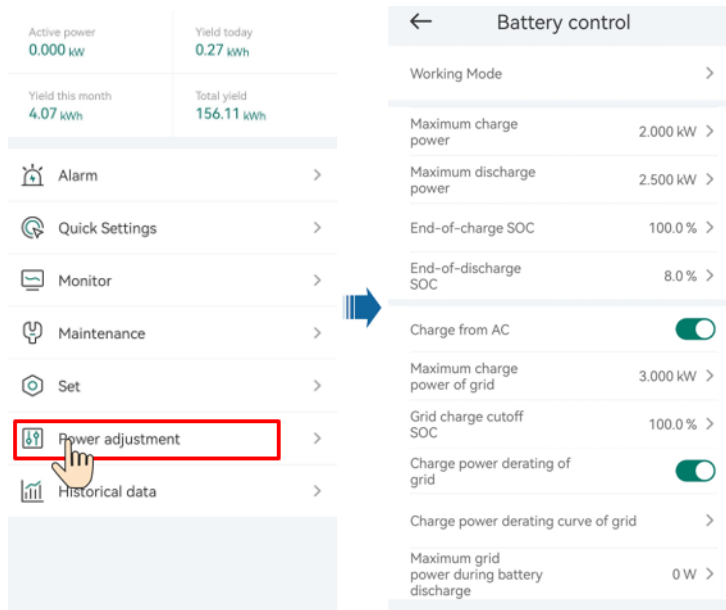 Active power
0.000 kW
Yield today
0.27 kWh
Yield this month
4.07 kWh
Total yield
156.11 kWh
Alarm
Quick Settings
Monitor
Maintenance
Set
Power adjustment
Historical data
Battery control
Working Mode
Maximum charge
power
2.000 kW
Maximum discharge
power
2.500 kW
End-of-charge SOC
100.0 %
End-of-discharge
SOC
8.0 %
Charge from AC
Maximum charge
power of grid
3.000 kW
Grid charge cutoff
SOC
100.0 %
Charge power derating of
grid
Charge power derating curve of grid
Maximum grid
power during battery
discharge
0 W